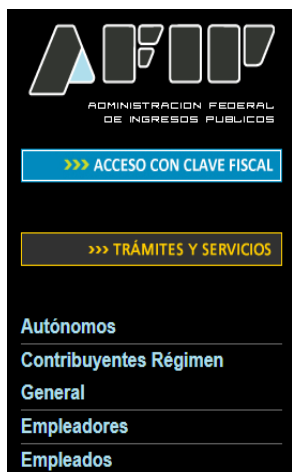 AFIP
ADMINISTRACION FEDERAL
DE INGRESOS PUBLICOS
>>> ACCESO CON CLAVE FISCAL
>>> TRÁMITES Y SERVICIOS
Autónomos
Contribuyentes Régimen
General
Empleadores
Empleados